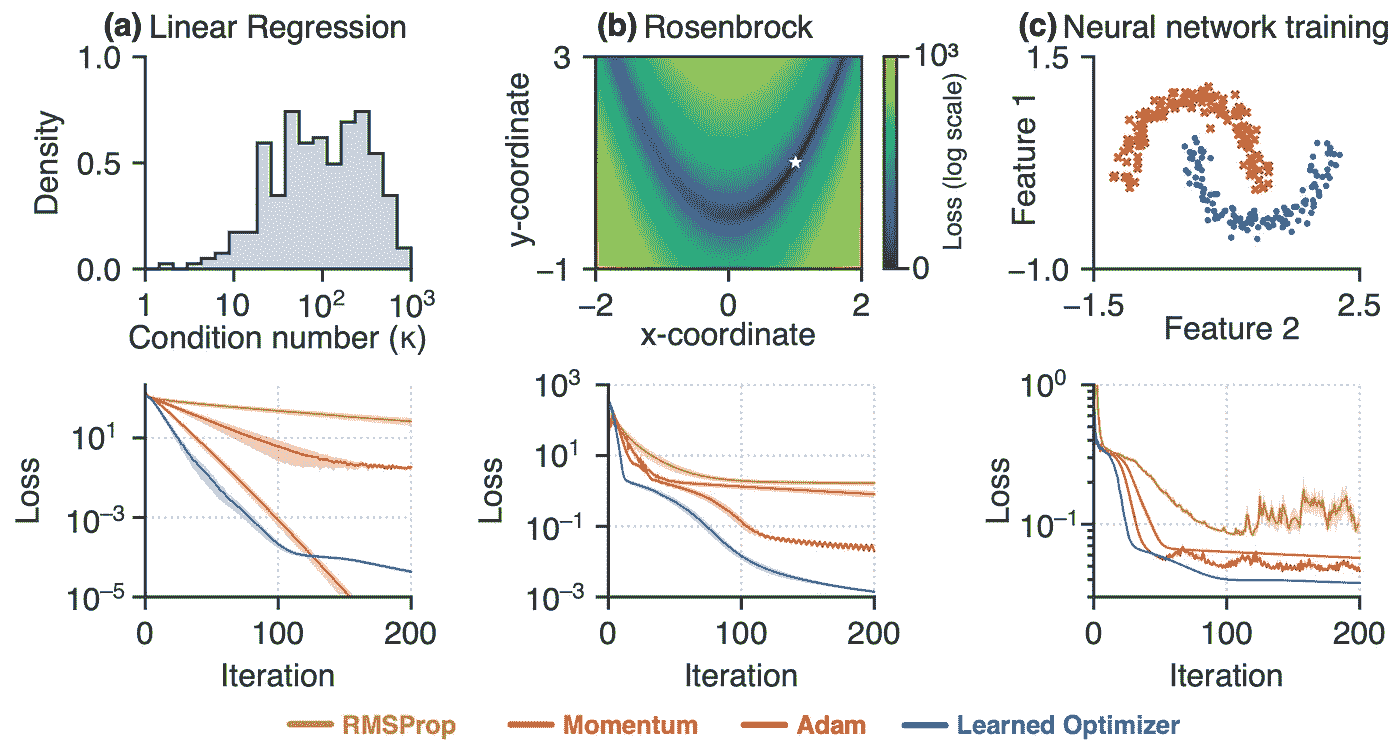 (a) Linear Regression
1.0
0.5
0.0
Density
1
10
10²
10³
Condition number (κ)
(b) Rosenbrock
3
−1
y-coordinate
−2
0
2
x-coordinate
10³
0
Loss (log scale)
(c) Neural network training
1.5
−1.0
Feature 1
−1.5
2.5
Feature 2
10¹
10⁻³
10⁻⁵
Loss
0
100
200
Iteration
10³
10¹
10⁻¹
10⁻³
Loss
0
100
200
Iteration
10⁰
10⁻¹
Loss
0
100
200
Iteration
RMSProp
Momentum
Adam
Learned Optimizer